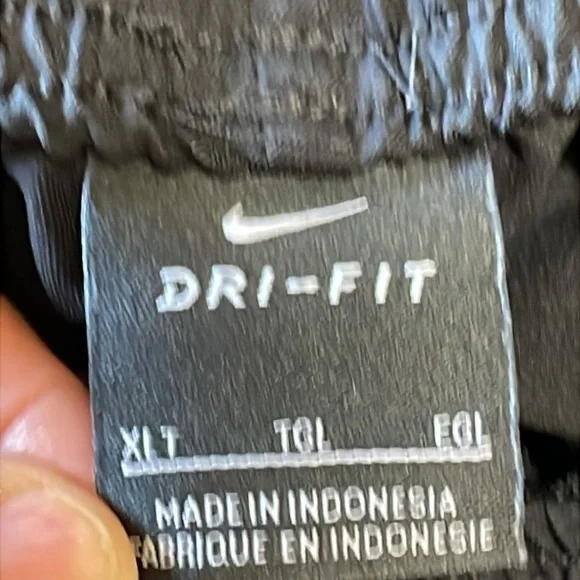 DRI-FIT
XLT TGL EGL
MADE IN INDONESIA
FABRIQUE EN INDONESIE